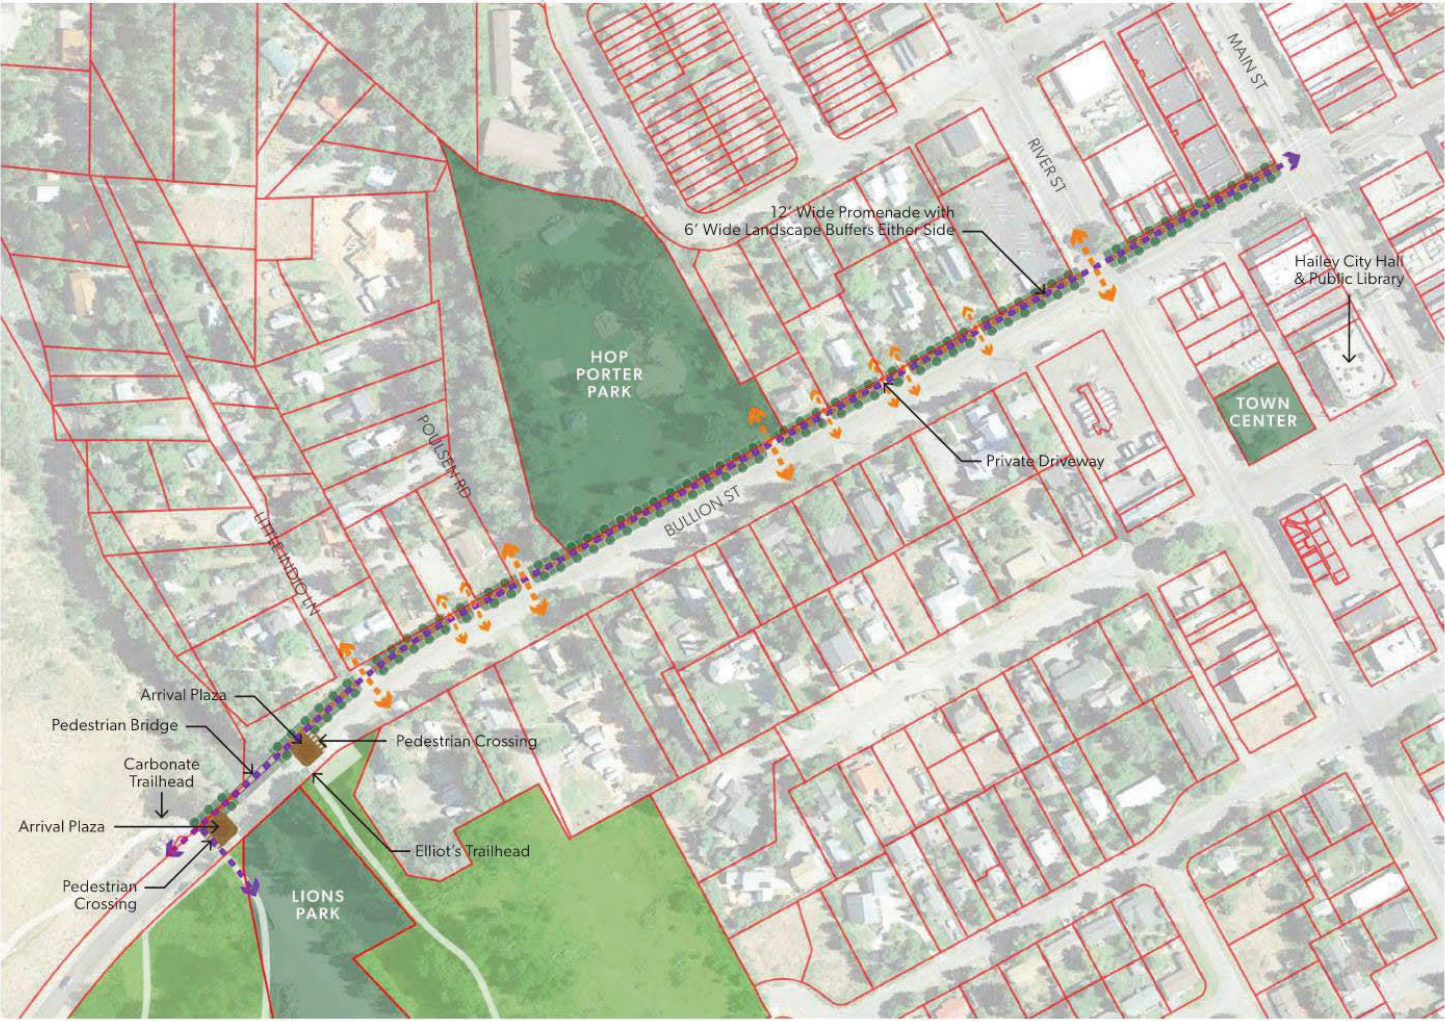 MAIN ST
RIVER ST
12' Wide Promenade with
6' Wide Landscape Buffers Either Side
Hailey City Hall
& Public Library
HOP
PORTER
PARK
TOWN
CENTER
POULSEN RD
Private Driveway
BULLION ST
LITTLE INDIO LN
Arrival Plaza
Pedestrian Bridge
Pedestrian Crossing
Carbonate
Trailhead
Arrival Plaza
Elliot's Trailhead
Pedestrian
Crossing
LIONS
PARK